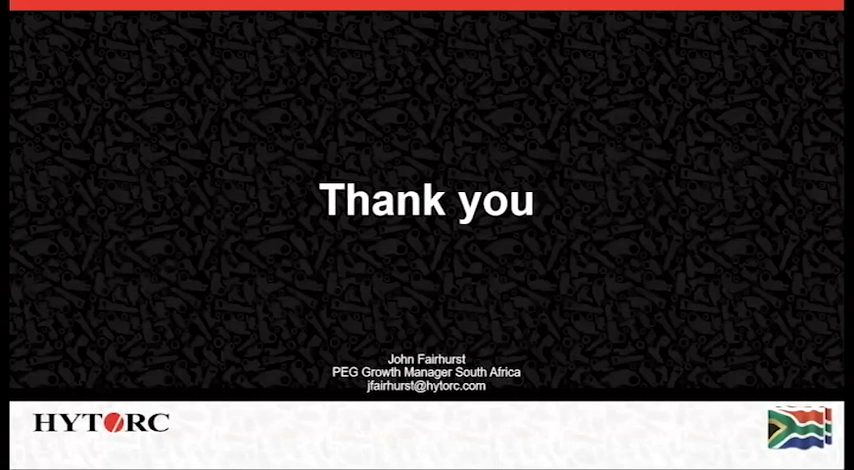 Thank you
John Fairhurst
PEG Growth Manager South Africa
jfairhurst@hytorc.com
HYTORC